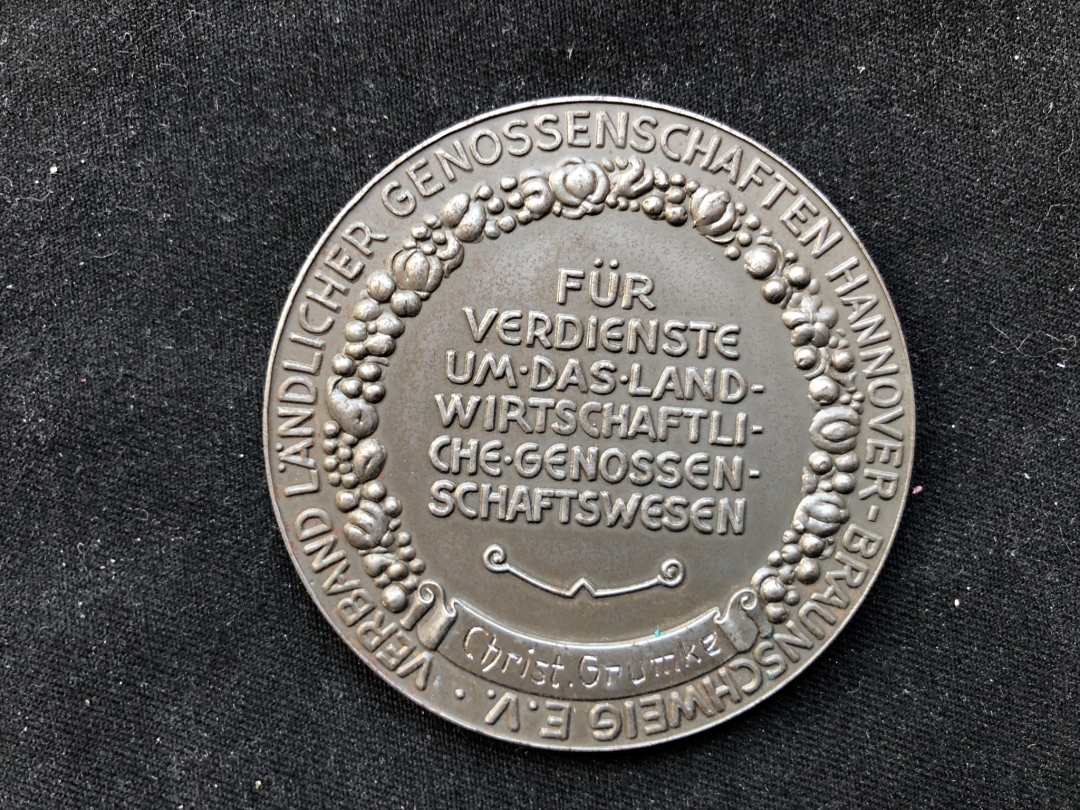 VERBAND LÄNDLICHER GENOSSENSCHAFTEN HANNOVER-BRAUNSCHWEIG E.V. ·
FÜR
VERDIENSTE
UM·DAS·LAND-
WIRTSCHAFTLI-
CHE·GENOSSEN-
SCHAFTSWESEN
Christ. Grumke